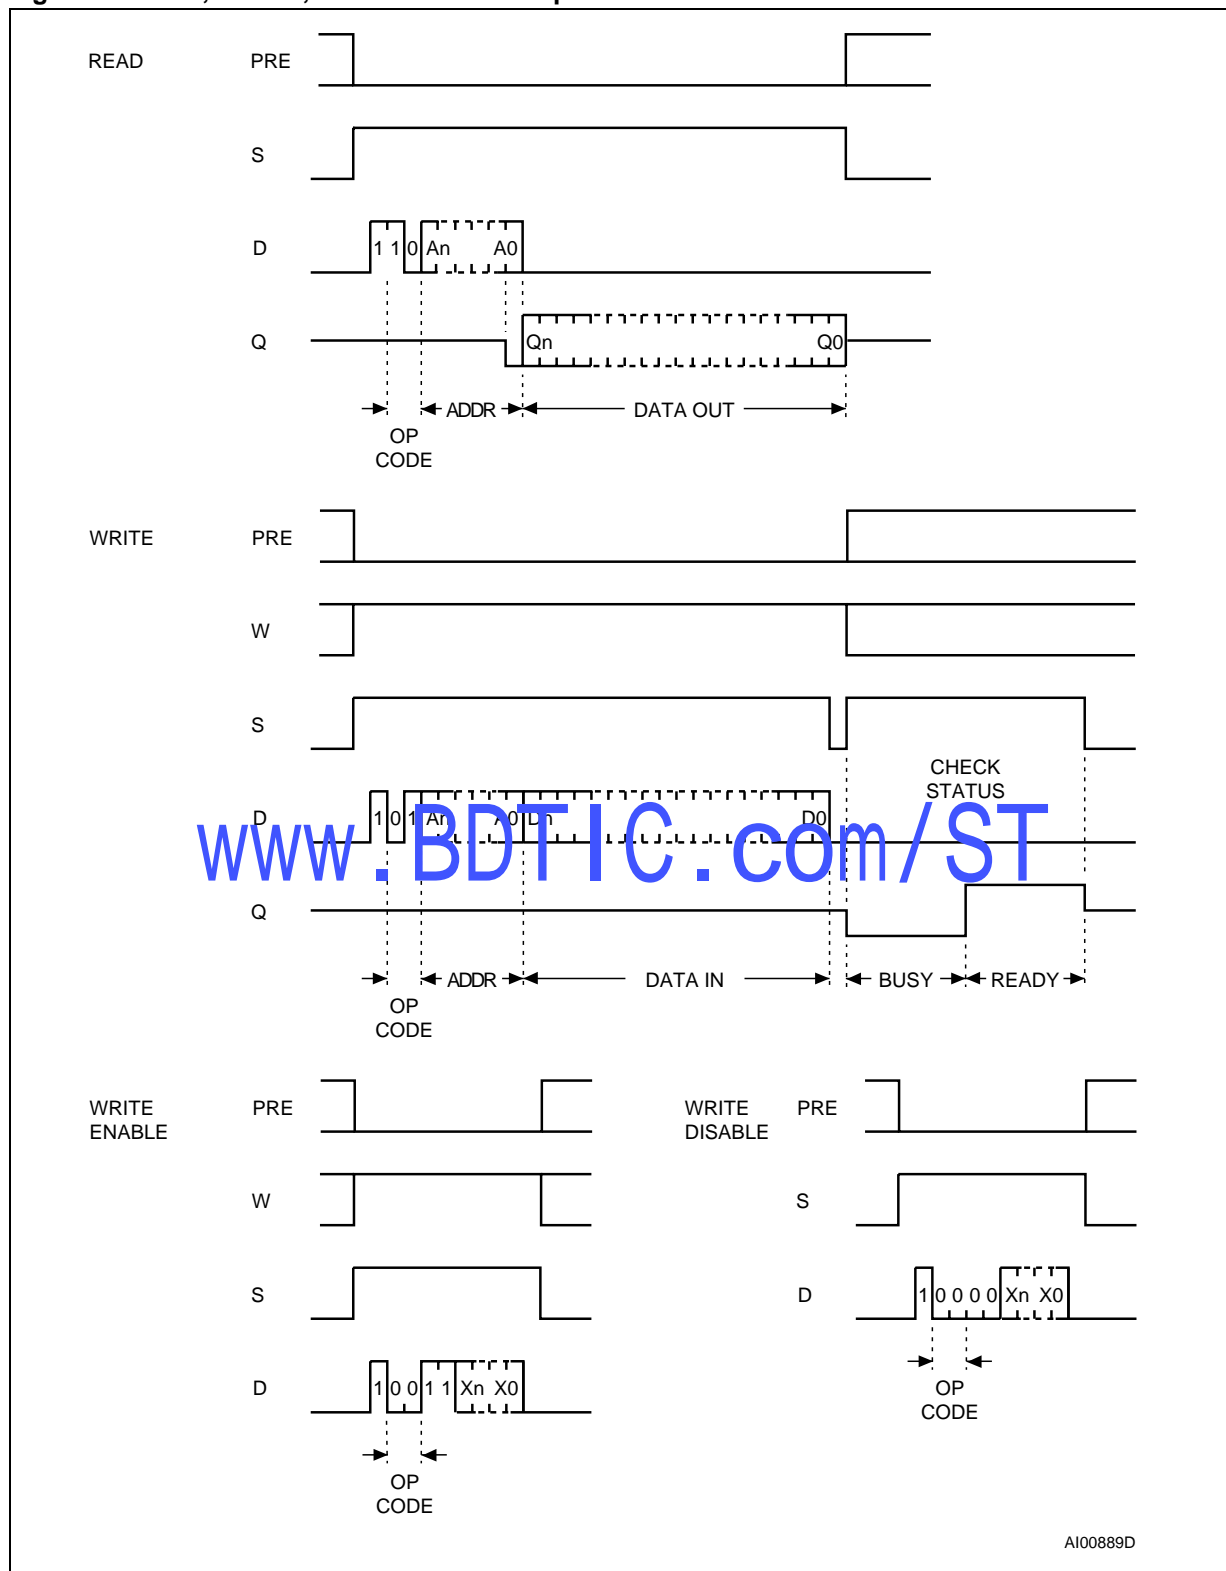 READ PRE
S
D 1 1 0 An A0
Q Qn Q0
ADDR DATA OUT
OP
CODE
WRITE PRE
W
S
CHECK
STATUS
D 1 0 1 An A0 Dn D0
www.BDTIC.com/ST
Q
ADDR DATA IN BUSY READY
OP
CODE
WRITE
ENABLE
PRE
WRITE
DISABLE
PRE
W
S
S
D 1 0 0 0 0 Xn X0
OP
CODE
D 1 0 0 1 1 Xn X0
OP
CODE
AI00889D